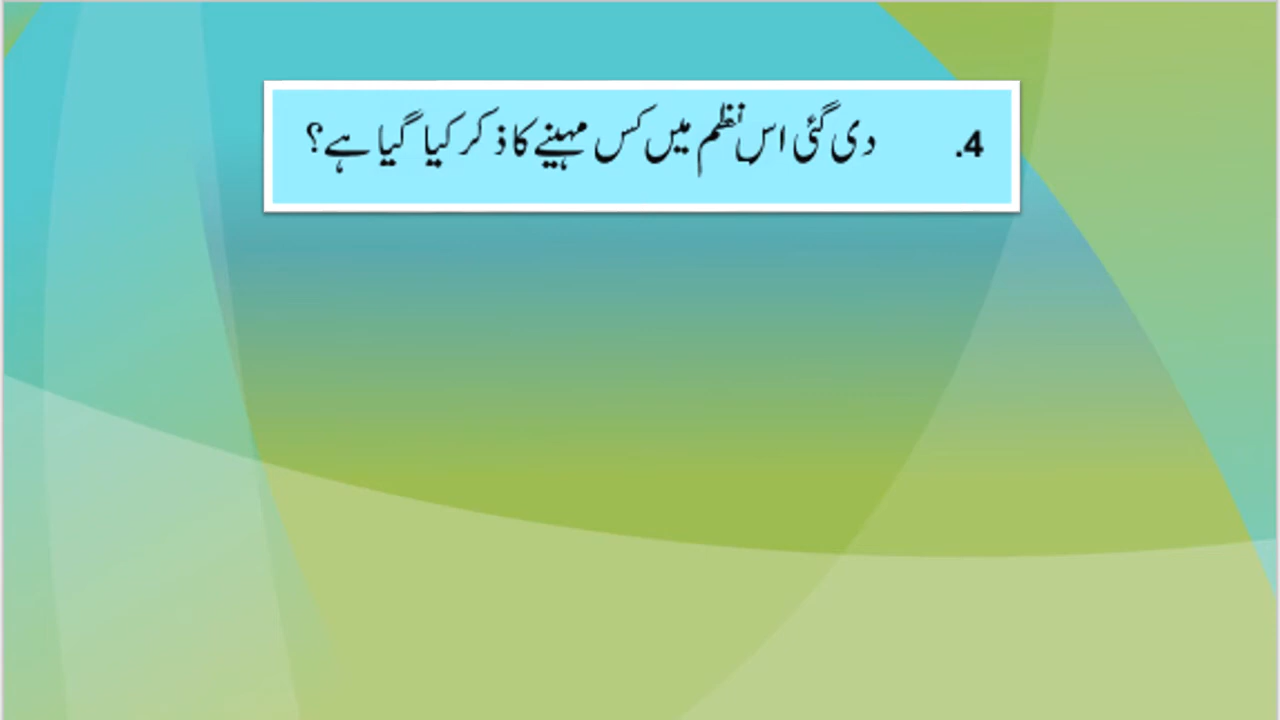 4. دی گئی اس نظم میں کس مہینے کا ذکر کیا گیا ہے؟